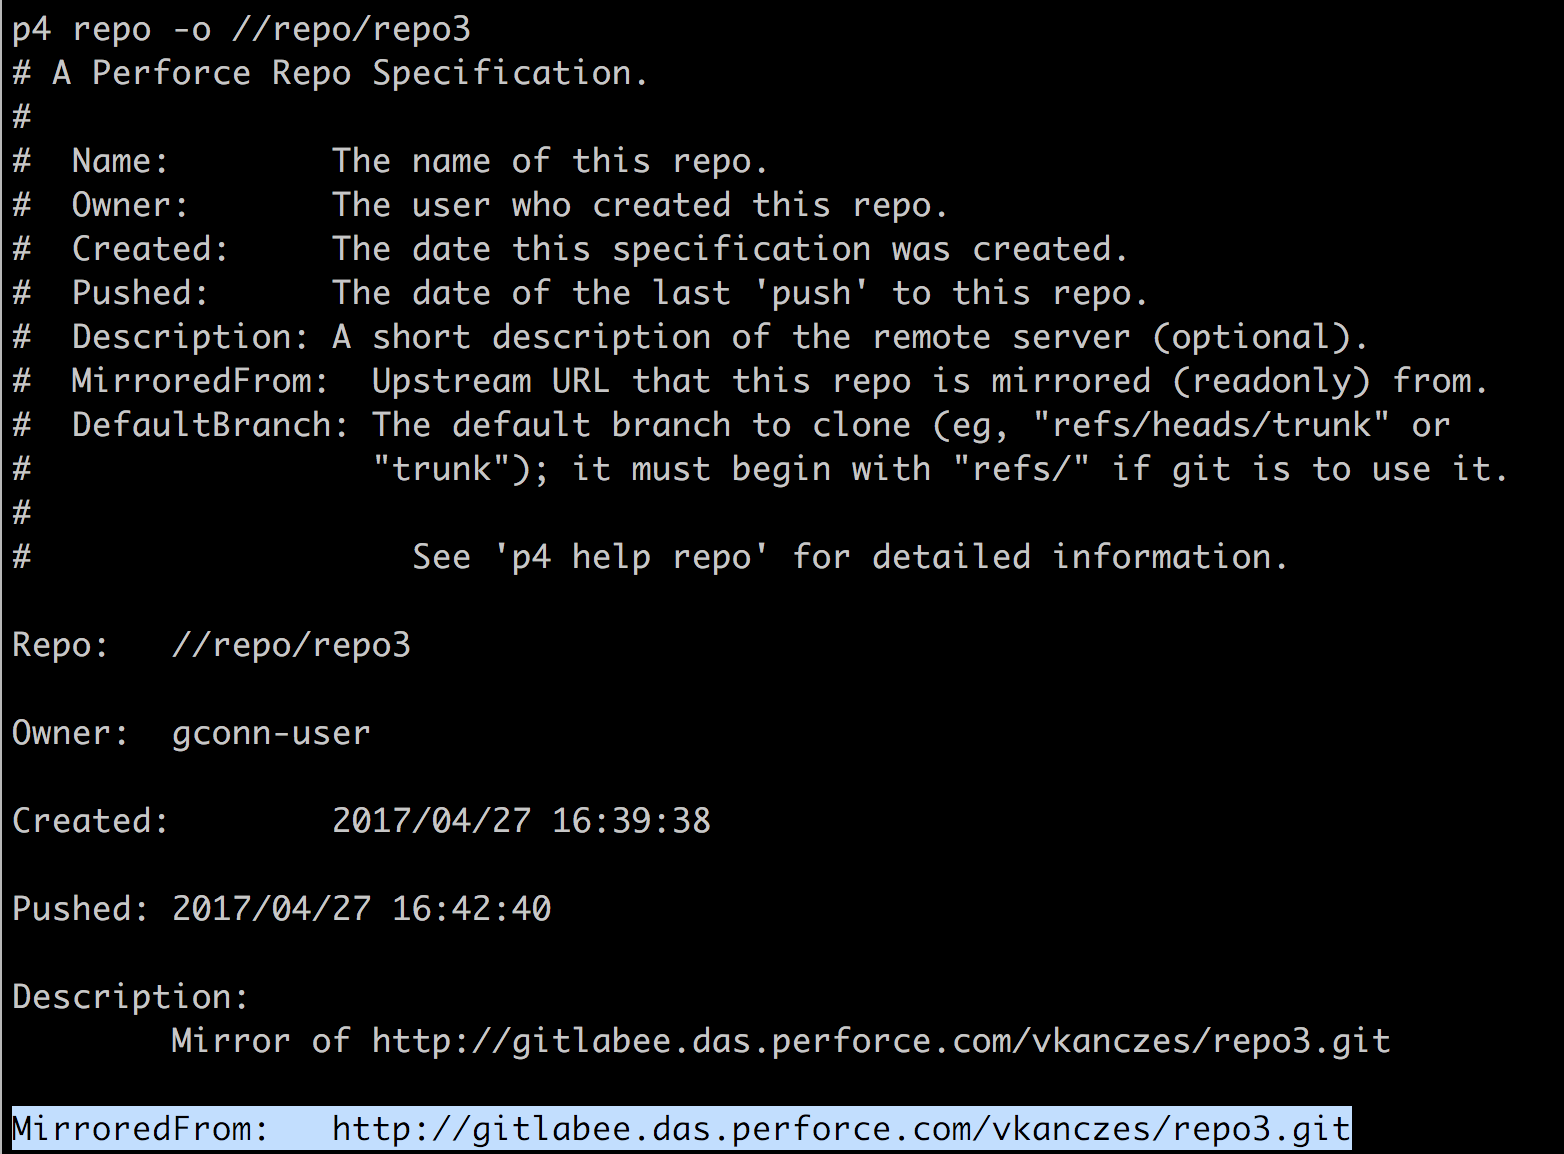 p4 repo -o //repo/repo3
# A Perforce Repo Specification.
#
#  Name:        The name of this repo.
#  Owner:       The user who created this repo.
#  Created:     The date this specification was created.
#  Pushed:      The date of the last 'push' to this repo.
#  Description: A short description of the remote server (optional).
#  MirroredFrom:  Upstream URL that this repo is mirrored (readonly) from.
#  DefaultBranch: The default branch to clone (eg, "refs/heads/trunk" or
#                 "trunk"); it must begin with "refs/" if git is to use it.
#
#                   See 'p4 help repo' for detailed information.

Repo:   //repo/repo3

Owner:  gconn-user

Created:        2017/04/27 16:39:38

Pushed: 2017/04/27 16:42:40

Description:
        Mirror of http://gitlabee.das.perforce.com/vkanczes/repo3.git

MirroredFrom:   http://gitlabee.das.perforce.com/vkanczes/repo3.git